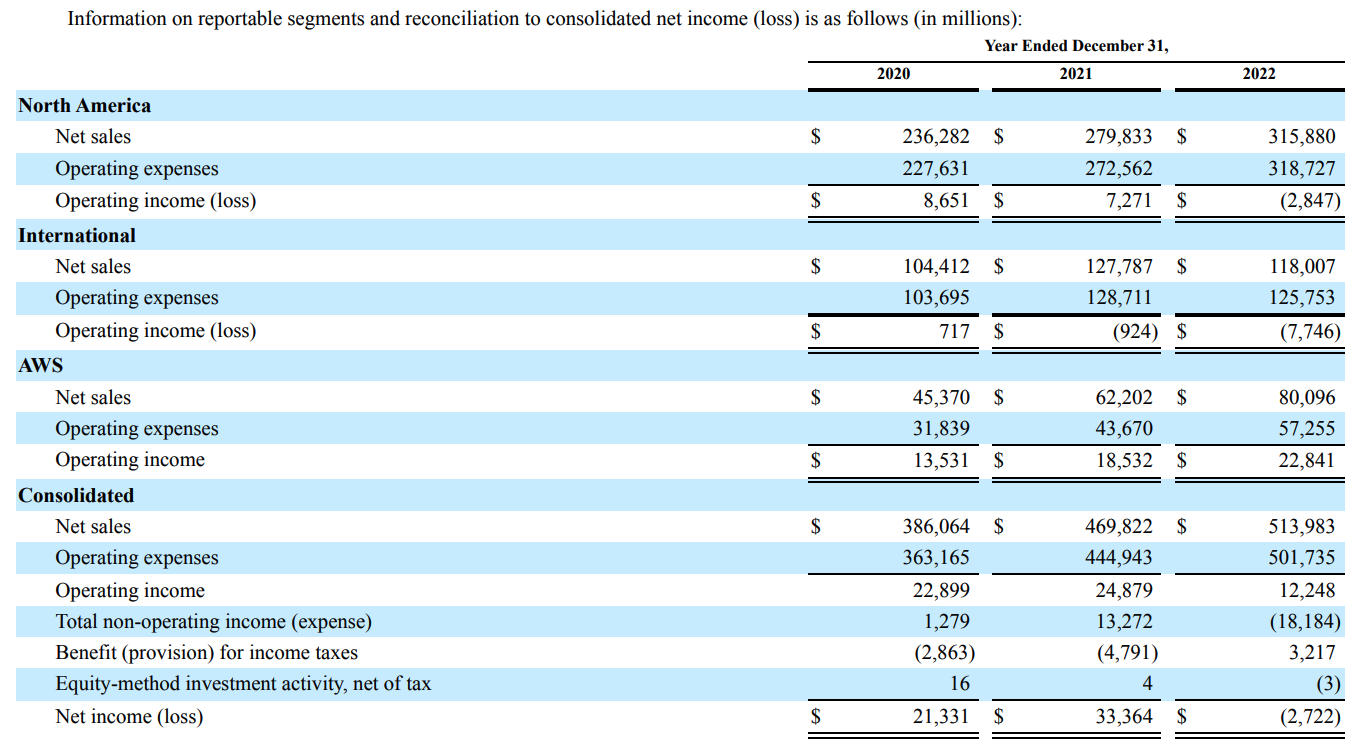 Information on reportable segments and reconciliation to consolidated net income (loss) is as follows (in millions):
Year Ended December 31,
2020 2021 2022
North America
Net sales $ 236,282 $ 279,833 $ 315,880
Operating expenses 227,631 272,562 318,727
Operating income (loss) $ 8,651 $ 7,271 $ (2,847)
International
Net sales $ 104,412 $ 127,787 $ 118,007
Operating expenses 103,695 128,711 125,753
Operating income (loss) $ 717 $ (924) $ (7,746)
AWS
Net sales $ 45,370 $ 62,202 $ 80,096
Operating expenses 31,839 43,670 57,255
Operating income $ 13,531 $ 18,532 $ 22,841
Consolidated
Net sales $ 386,064 $ 469,822 $ 513,983
Operating expenses 363,165 444,943 501,735
Operating income 22,899 24,879 12,248
Total non-operating income (expense) 1,279 13,272 (18,184)
Benefit (provision) for income taxes (2,863) (4,791) 3,217
Equity-method investment activity, net of tax 16 4 (3)
Net income (loss) $ 21,331 $ 33,364 $ (2,722)